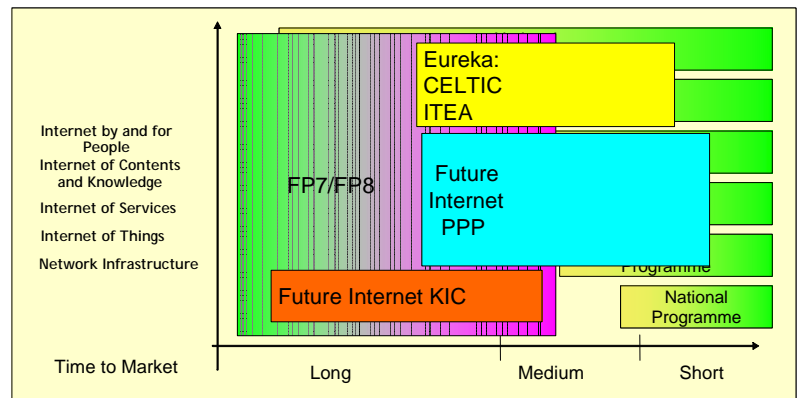 Eureka:
CELTIC
ITEA
Internet by and for
People
Internet of Contents
and Knowledge
Internet of Services
Internet of Things
Network Infrastructure
FP7/FP8
Future
Internet
PPP
Programme
Future Internet KIC
National
Programme
Time to Market
Long
Medium
Short